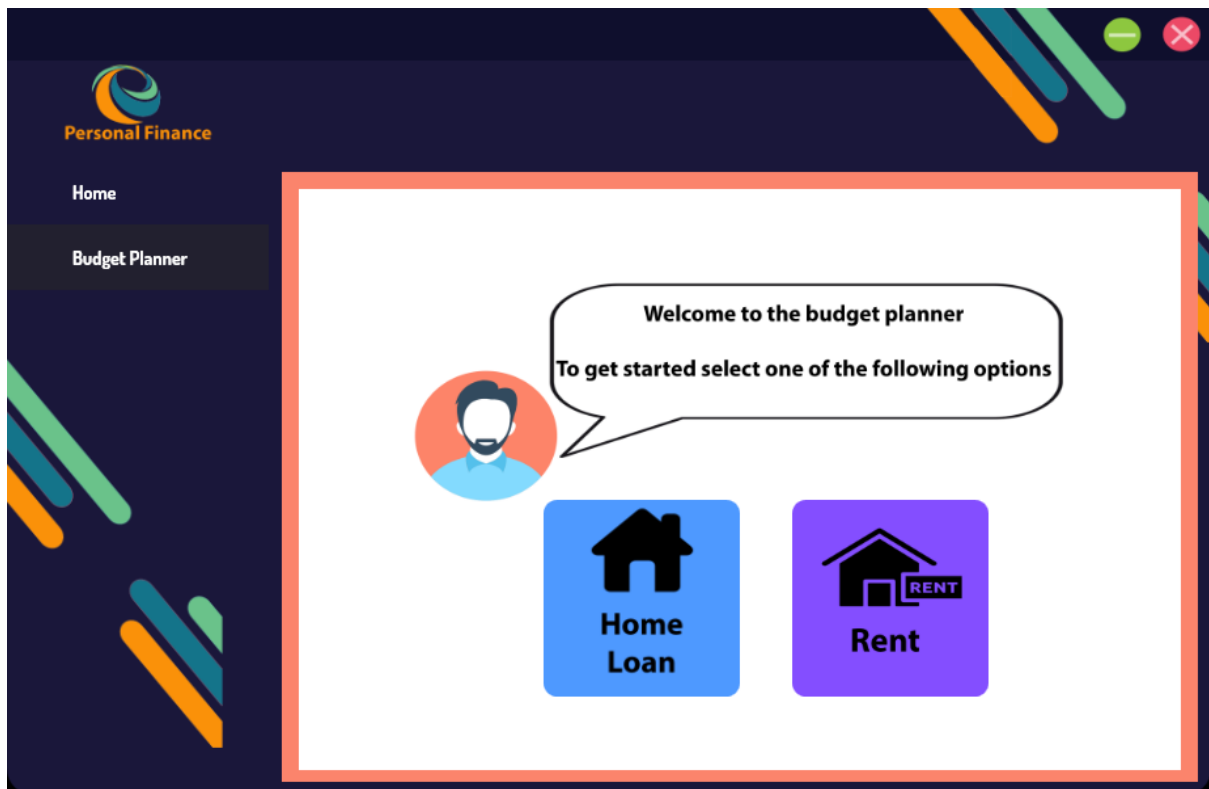 Personal Finance
Home
Budget Planner
Welcome to the budget planner
To get started select one of the following options
Home
Loan
RENT
Rent